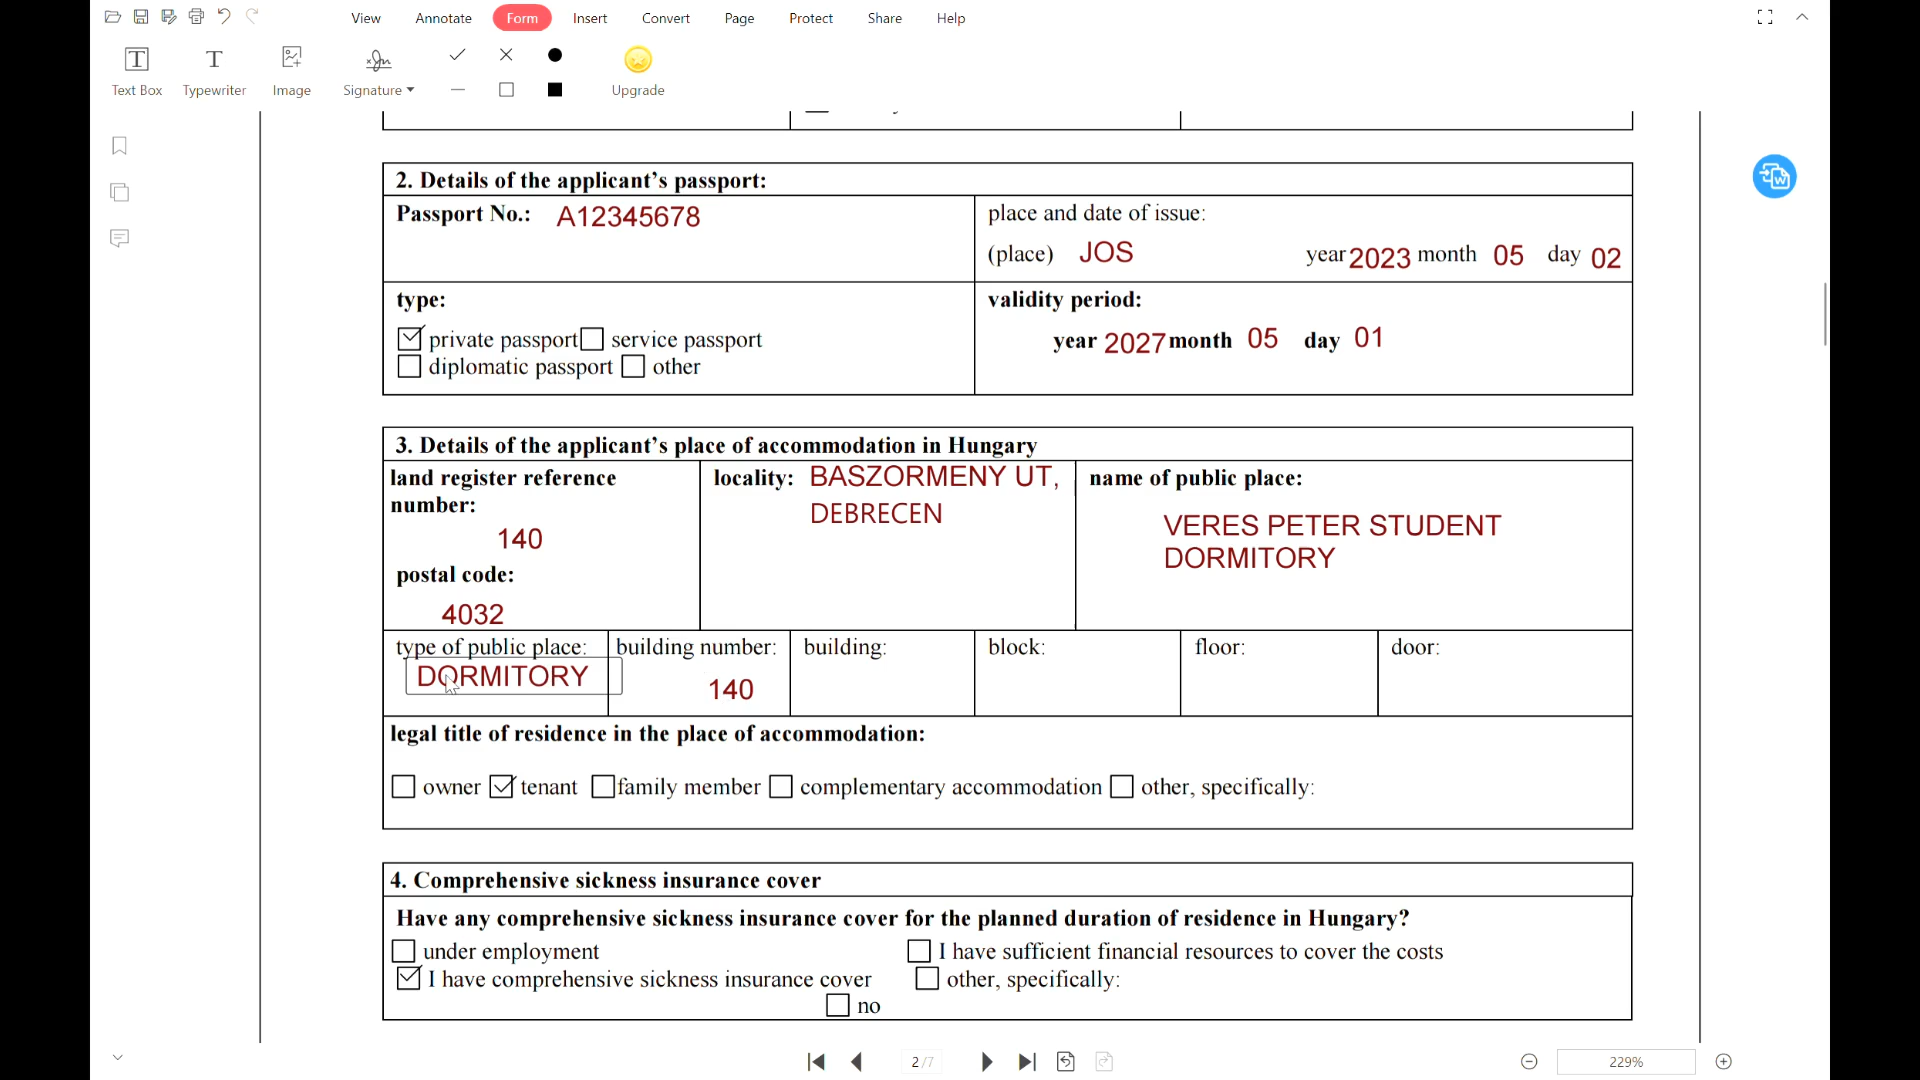 View Annotate Form Insert Convert Page Protect Share Help
Text Box Typewriter Image Signature Upgrade
2. Details of the applicant's passport:
Passport No.: A12345678
place and date of issue:
(place) JOS year 2023 month 05 day 02
type:
private passport service passport
diplomatic passport other
validity period:
year 2027 month 05 day 01
3. Details of the applicant's place of accommodation in Hungary
land register reference
number:
140
postal code:
4032
locality: BASZORMENY UT,
DEBRECEN
name of public place:
VERES PETER STUDENT
DORMITORY
type of public place:
DORMITORY
building number:
140
building:
block:
floor:
door:
legal title of residence in the place of accommodation:
owner tenant family member complementary accommodation other, specifically:
4. Comprehensive sickness insurance cover
Have any comprehensive sickness insurance cover for the planned duration of residence in Hungary?
under employment I have sufficient financial resources to cover the costs
I have comprehensive sickness insurance cover other, specifically:
no
2/7
229%